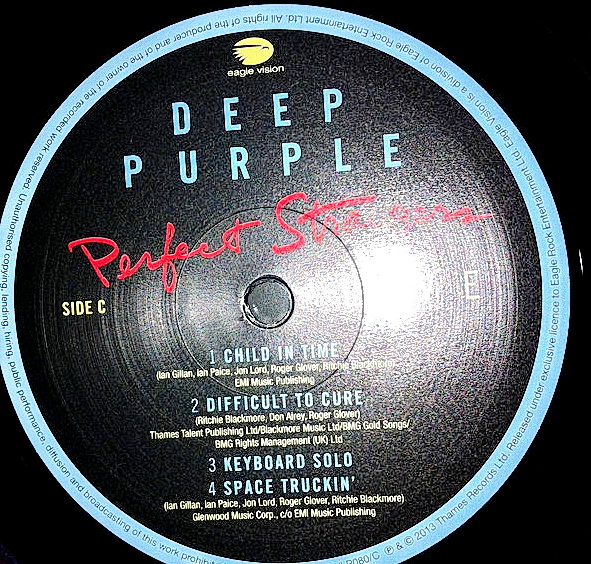 eagle vision
DEEP
PURPLE
Perfect Strangers
SIDE C
E
1 CHILD IN TIME
(Ian Gillan, Ian Paice, Jon Lord, Roger Glover, Ritchie Blackmore)
EMI Music Publishing
2 DIFFICULT TO CURE
(Ritchie Blackmore, Don Airey, Roger Glover)
Thames Talent Publishing Ltd/Blackmore Music Ltd/BMG Gold Songs/
BMG Rights Management (UK) Ltd
3 KEYBOARD SOLO
4 SPACE TRUCKIN'
(Ian Gillan, Ian Paice, Jon Lord, Roger Glover, Ritchie Blackmore)
Glenwood Music Corp., c/o EMI Music Publishing
℗ & © 2013 Thames Records Ltd. Released under exclusive licence to Eagle Rock Entertainment Ltd. Eagle Vision is a division of Eagle Rock Entertainment Ltd. All rights of the producer and of the owner of the recorded work reserved. Unauthorised copying, lending, hiring, public performance, diffusion and broadcasting of this work prohibit